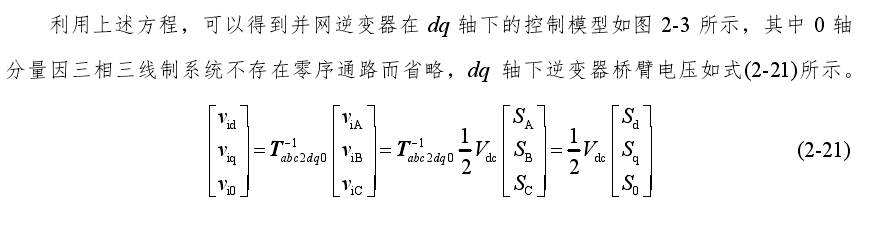 利用上述方程，可以得到并网逆变器在 dq 轴下的控制模型如图 2-3 所示，其中 0 轴
分量因三相三线制系统不存在零序通路而省略，dq 轴下逆变器桥臂电压如式(2-21)所示。
$$\begin{bmatrix} v_{\mathrm{id}} \\ v_{\mathrm{iq}} \\ v_{\mathrm{i0}} \end{bmatrix} = \boldsymbol{T}_{abc2dq0}^{-1} \begin{bmatrix} v_{\mathrm{iA}} \\ v_{\mathrm{iB}} \\ v_{\mathrm{iC}} \end{bmatrix} = \boldsymbol{T}_{abc2dq0}^{-1} \frac{1}{2} V_{\mathrm{dc}} \begin{bmatrix} S_{\mathrm{A}} \\ S_{\mathrm{B}} \\ S_{\mathrm{C}} \end{bmatrix} = \frac{1}{2} V_{\mathrm{dc}} \begin{bmatrix} S_{\mathrm{d}} \\ S_{\mathrm{q}} \\ S_{0} \end{bmatrix} \quad (2-21)$$